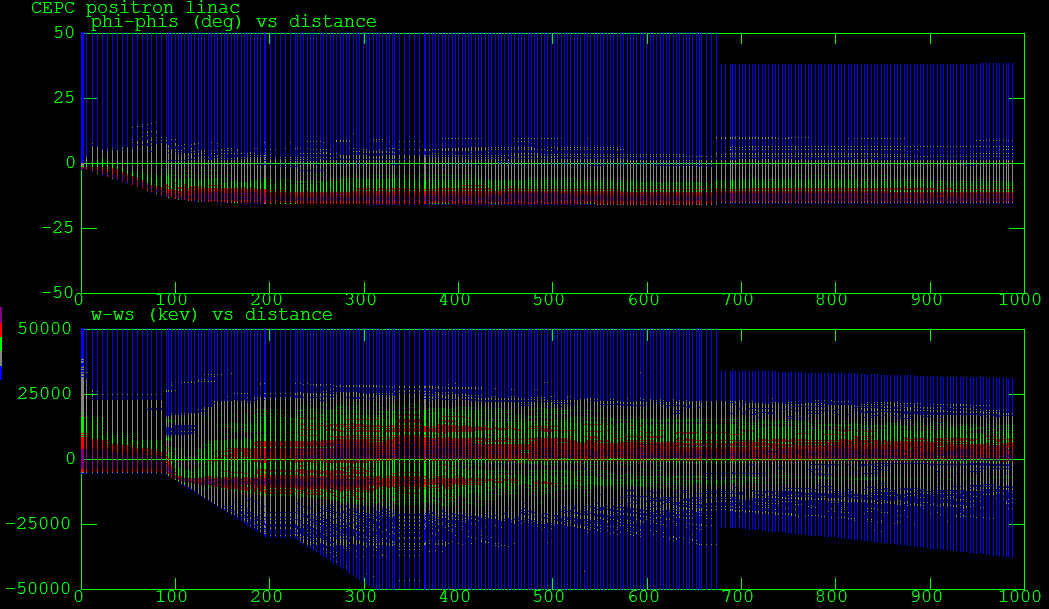 CEPC positron linac
phi-phis (deg) vs distance
50
25
0
-25
-50
0 100 200 300 400 500 600 700 800 900 1000
w-ws (kev) vs distance
50000
25000
0
-25000
-50000
0 100 200 300 400 500 600 700 800 900 1000